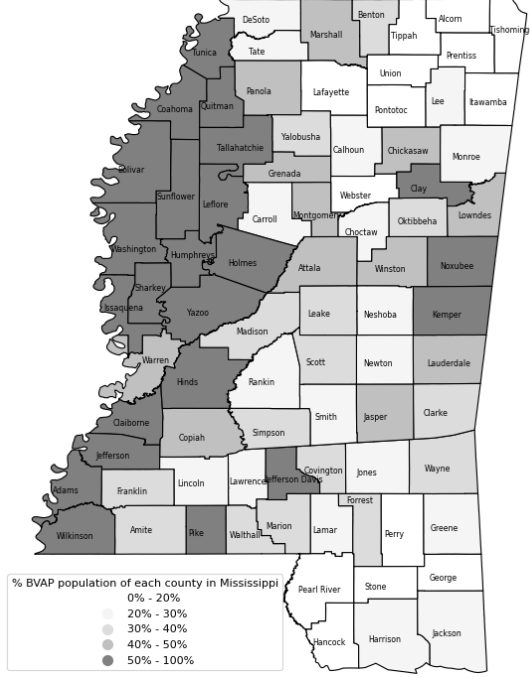 DeSoto
Benton
Alcorn
Tishoming
Marshall
Tippah
Tunica
Tate
Prentiss
Union
Panola
Lafayette
Lee
Itawamba
Coahoma
Quitman
Pontotoc
Yalobusha
Tallahatchie
Calhoun
Chickasaw
Monroe
Bolivar
Grenada
Sunflower
Leflore
Webster
Clay
Carroll
Montgomery
Oktibbeha
Lowndes
Choctaw
Washington
Humphreys
Holmes
Attala
Winston
Noxubee
Sharkey
Issaquena
Yazoo
Leake
Neshoba
Kemper
Madison
Warren
Scott
Newton
Lauderdale
Hinds
Rankin
Claiborne
Smith
Jasper
Clarke
Copiah
Simpson
Jefferson
Covington
Jones
Wayne
Adams
Franklin
Lincoln
Lawrence
Jefferson Davis
Forrest
Wilkinson
Amite
Pike
Walthall
Marion
Lamar
Perry
Greene
% BVAP population of each county in Mississippi
0% - 20%
20% - 30%
30% - 40%
40% - 50%
50% - 100%
Pearl River
Stone
George
Hancock
Harrison
Jackson